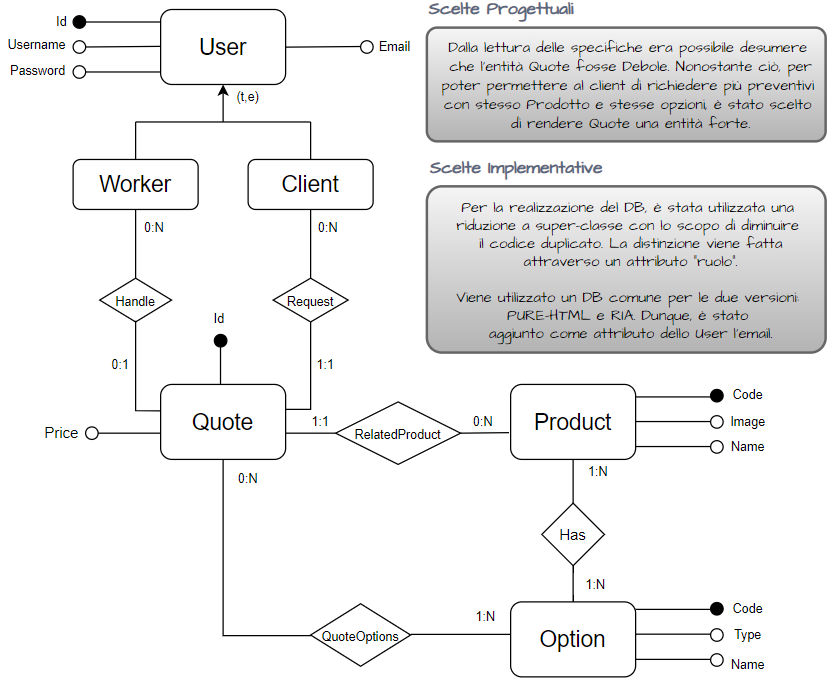 Id
Username
Password
User
Email
(t,e)
Worker
Client
0:N
0:N
Handle
Request
Id
0:1
1:1
Quote
Price
1:1
RelatedProduct
0:N
Product
Code
Image
Name
0:N
1:N
Has
1:N
QuoteOptions
1:N
Option
Code
Type
Name
Scelte Progettuali
Dalla lettura delle specifiche era possibile desumere
che l'entità Quote fosse Debole. Nonostante ciò, per
poter permettere al client di richiedere più preventivi
con stesso Prodotto e stesse opzioni, è stato scelto
di rendere Quote una entità forte.
Scelte Implementative
Per la realizzazione del DB, è stata utilizzata una
riduzione a super-classe con lo scopo di diminuire
il codice duplicato. La distinzione viene fatta
attraverso un attributo "ruolo".
Viene utilizzato un DB comune per le due versioni:
PURE-HTML e RIA. Dunque, è stato
aggiunto come attributo dello User l'email.